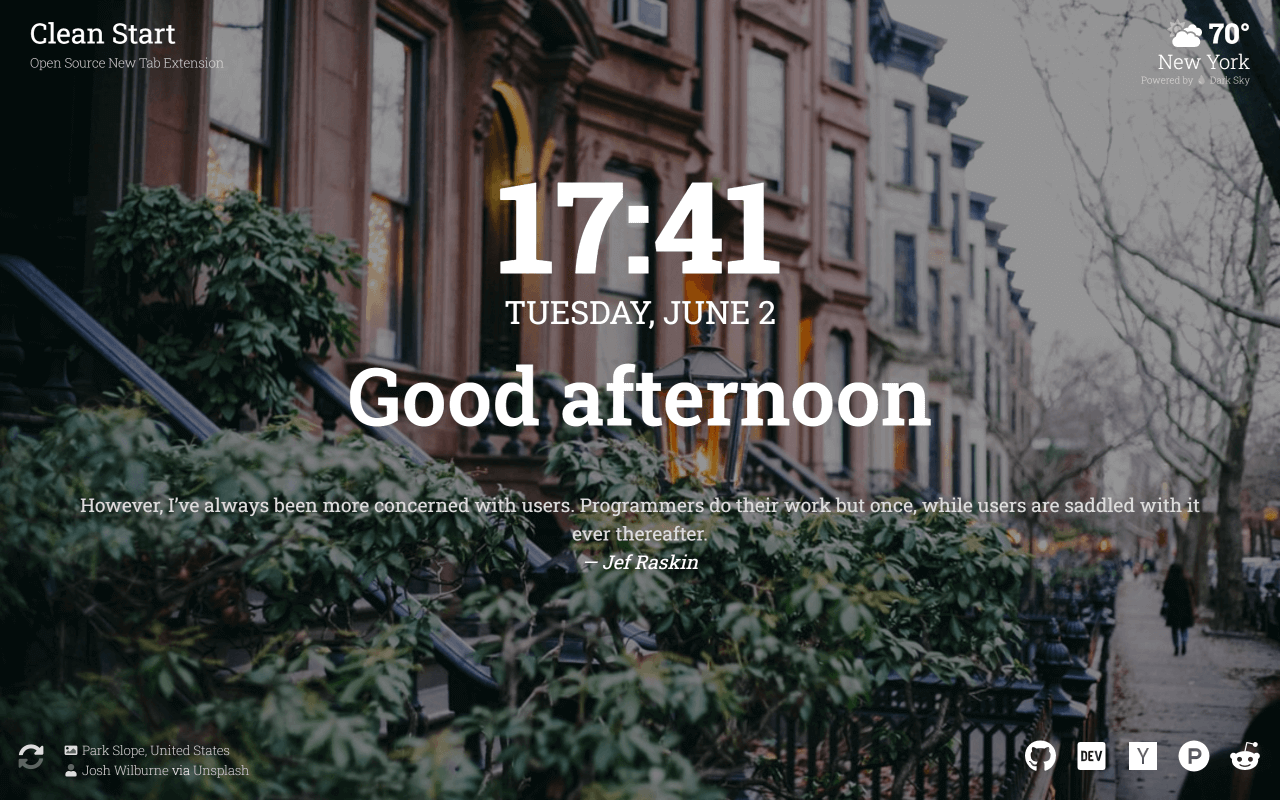 Clean Start
Open Source New Tab Extension
70°
New York
Powered by Dark Sky
17:41
TUESDAY, JUNE 2
Good afternoon
However, I’ve always been more concerned with users. Programmers do their work but once, while users are saddled with it
ever thereafter.
— Jef Raskin
Park Slope, United States
Josh Wilburne via Unsplash
DEV
Y
P